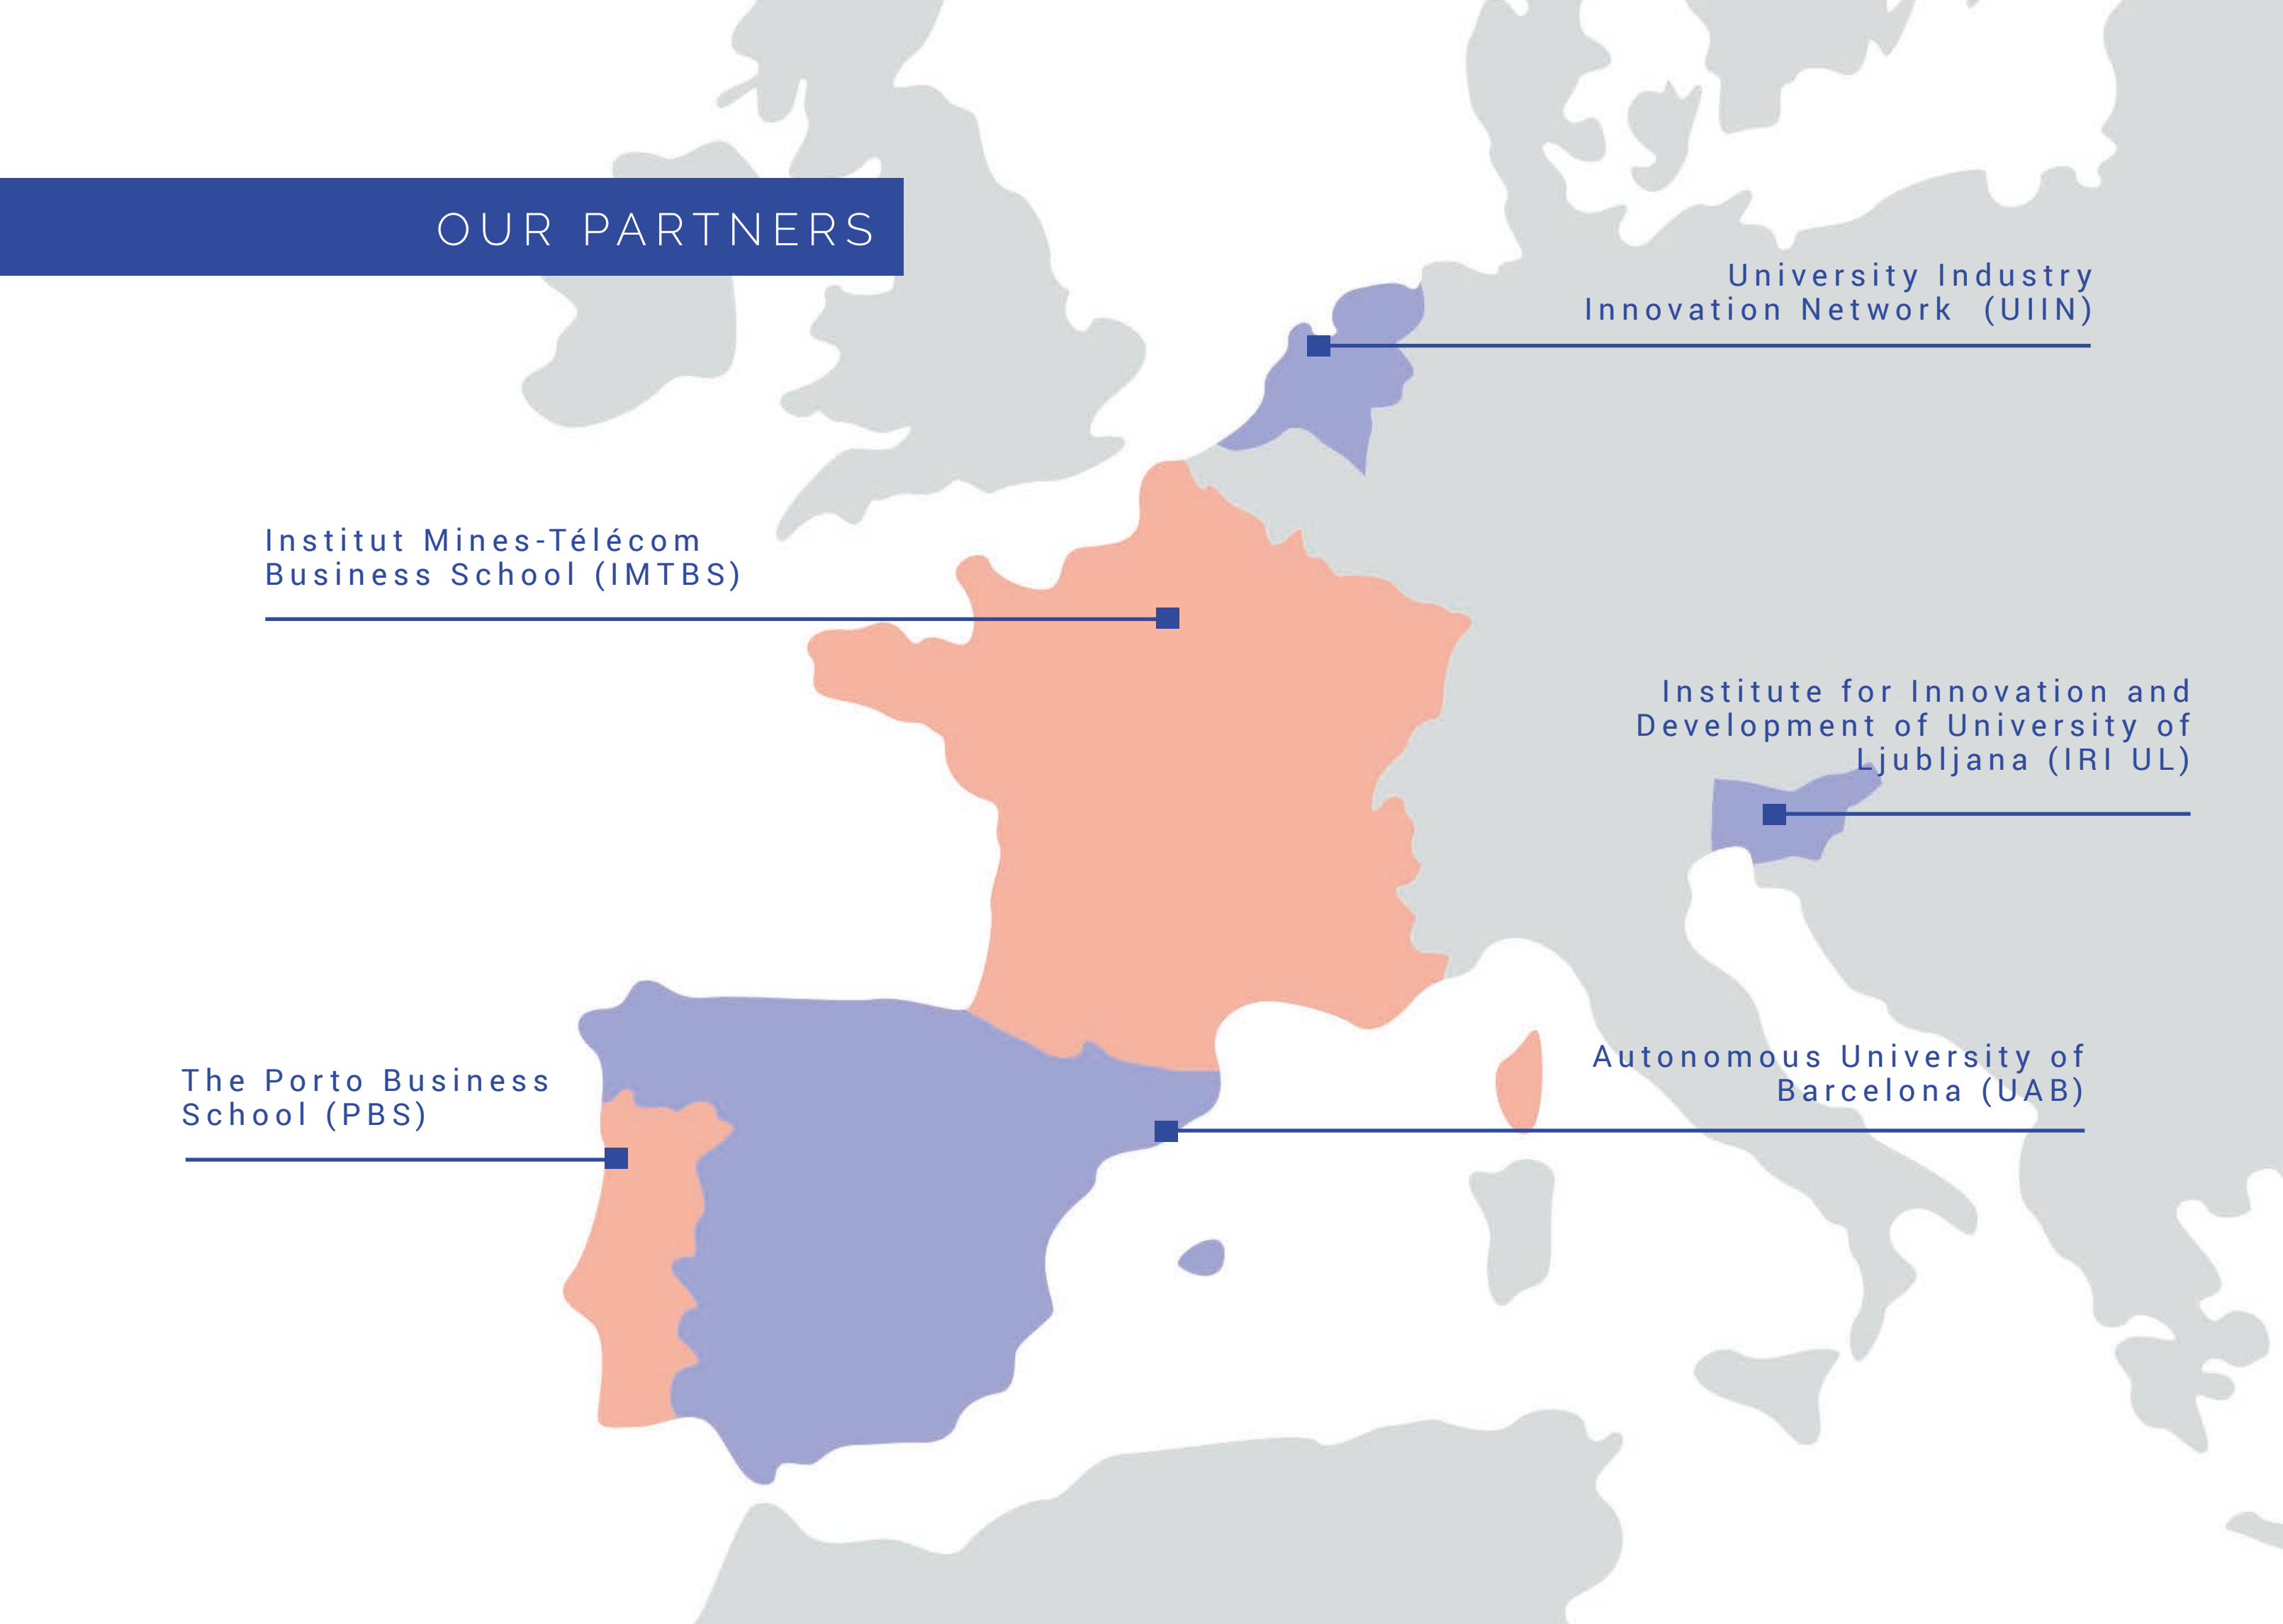 OUR PARTNERS
University Industry
Innovation Network (UIIN)
Institut Mines-Télécom
Business School (IMTBS)
Institute for Innovation and
Development of University of
Ljubljana (IRI UL)
Autonomous University of
Barcelona (UAB)
The Porto Business
School (PBS)